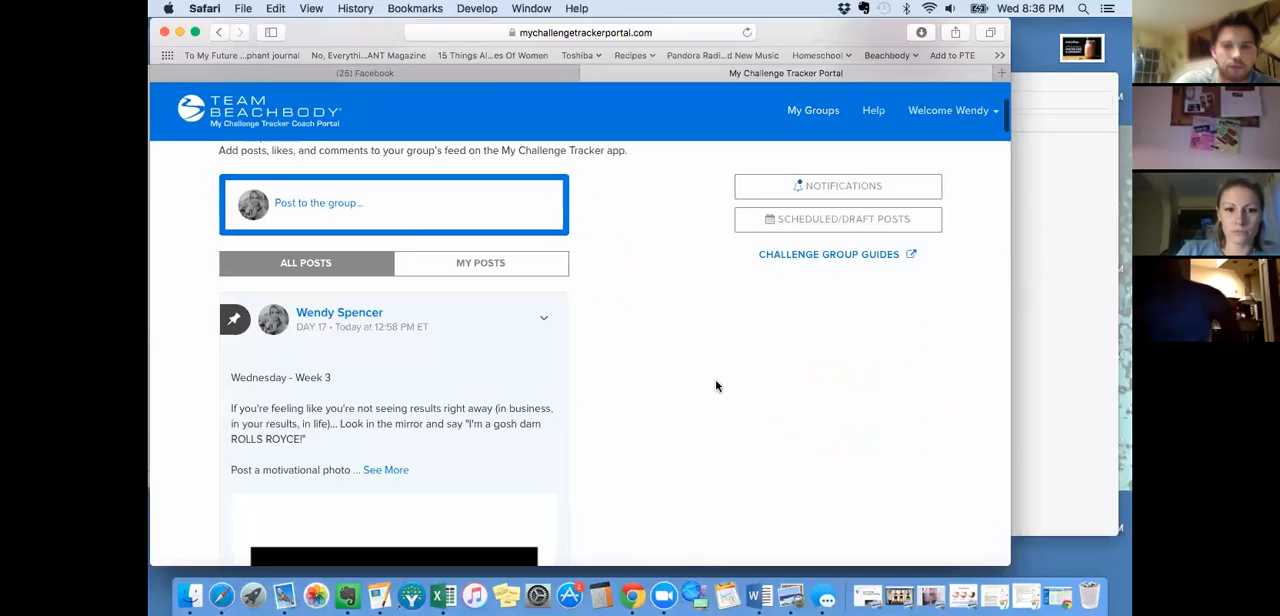 Safari File Edit View History Bookmarks Develop Window Help Wed 8:36 PM
mychallengetrackerportal.com
To My Future ...phant journal No, Everythi...ANT Magazine 15 Things Al...es Of Women Toshiba Recipes Pandora Radi...d New Music Homeschool Beachbody Add to PTE >>
(25) Facebook My Challenge Tracker Portal +
TEAM
BEACHBODY
My Challenge Tracker Coach Portal
My Groups Help Welcome Wendy
Add posts, likes, and comments to your group's feed on the My Challenge Tracker app.
Post to the group...
NOTIFICATIONS
SCHEDULED/DRAFT POSTS
CHALLENGE GROUP GUIDES
ALL POSTS MY POSTS
Wendy Spencer
DAY 17 • Today at 12:58 PM ET
Wednesday - Week 3
If you're feeling like you're not seeing results right away (in business,
in your results, in life)... Look in the mirror and say "I'm a gosh darn
ROLLS ROYCE!"
Post a motivational photo ... See More